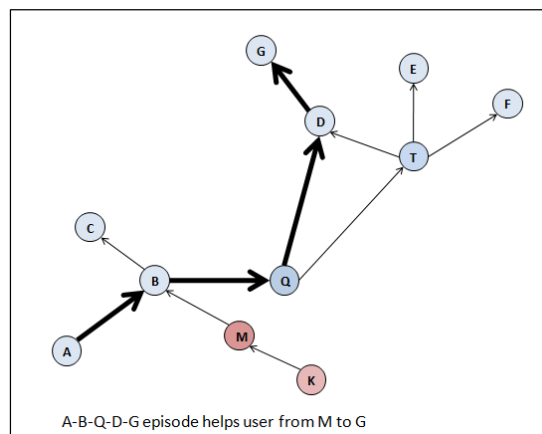 G
E
F
D
T
C
B
Q
M
A
K
A-B-Q-D-G episode helps user from M to G